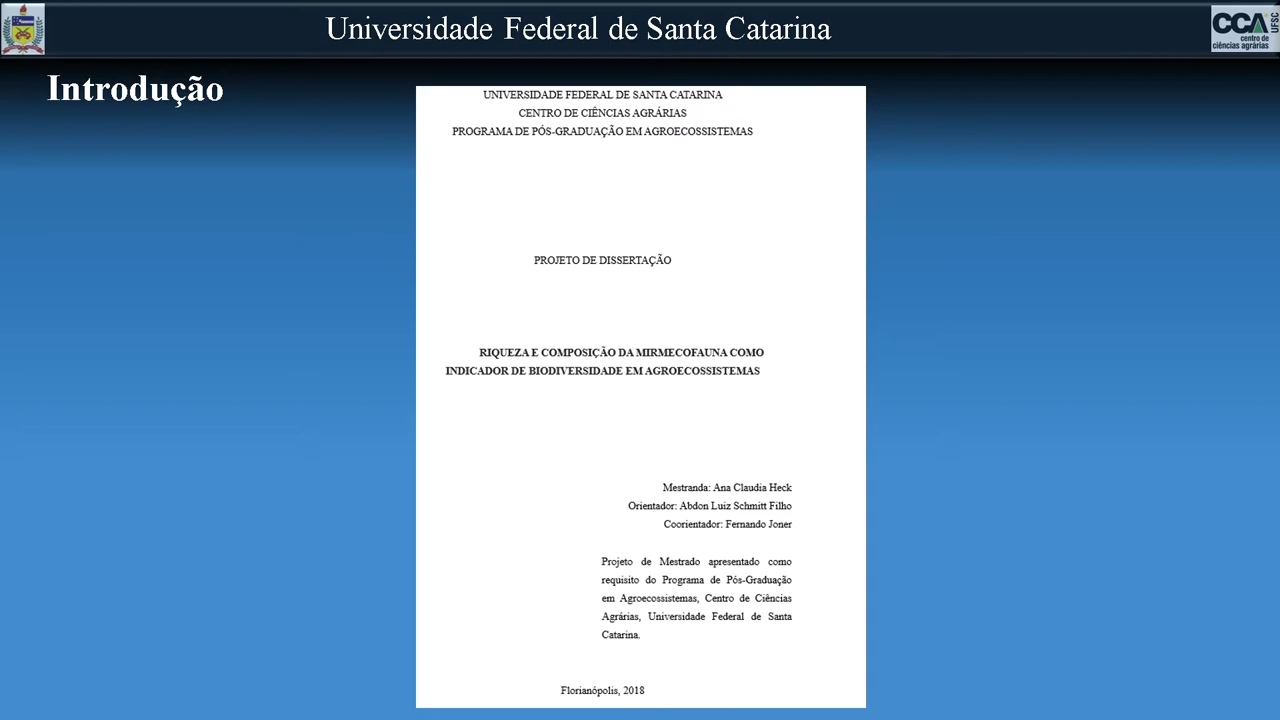 Universidade Federal de Santa Catarina
CCA
UFSC
centro de
ciências agrárias
Introdução
UNIVERSIDADE FEDERAL DE SANTA CATARINA
CENTRO DE CIÊNCIAS AGRÁRIAS
PROGRAMA DE PÓS-GRADUAÇÃO EM AGROECOSSISTEMAS
PROJETO DE DISSERTAÇÃO
RIQUEZA E COMPOSIÇÃO DA MIRMECOFAUNA COMO
INDICADOR DE BIODIVERSIDADE EM AGROECOSSISTEMAS
Mestranda: Ana Claudia Heck
Orientador: Abdon Luiz Schmitt Filho
Coorientador: Fernando Joner
Projeto de Mestrado apresentado como
requisito do Programa de Pós-Graduação
em Agroecossistemas, Centro de Ciências
Agrárias, Universidade Federal de Santa
Catarina.
Florianópolis, 2018